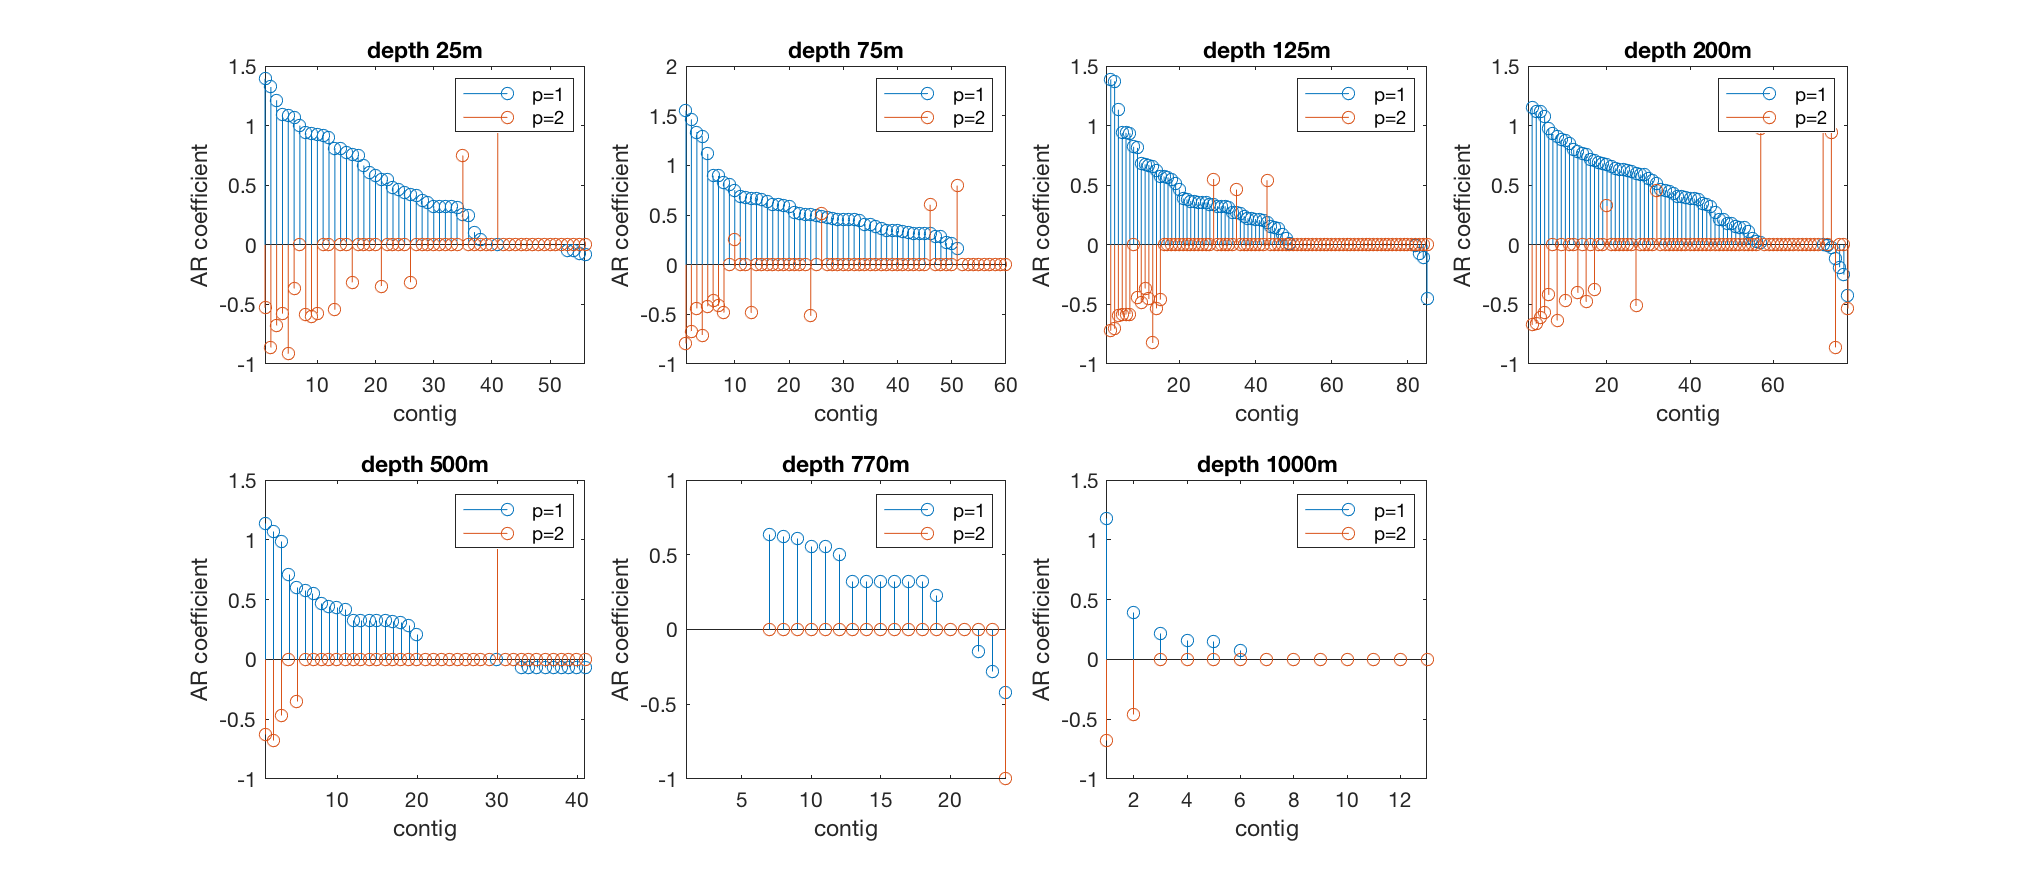 depth 25m
1.5
1
0.5
0
-0.5
-1
AR coefficient
10 20 30 40 50
contig
p=1
p=2
depth 75m
2
1.5
1
0.5
0
-0.5
-1
AR coefficient
10 20 30 40 50 60
contig
p=1
p=2
depth 125m
1.5
1
0.5
0
-0.5
-1
AR coefficient
20 40 60 80
contig
p=1
p=2
depth 200m
1.5
1
0.5
0
-0.5
-1
AR coefficient
20 40 60
contig
p=1
p=2
depth 500m
1.5
1
0.5
0
-0.5
-1
AR coefficient
10 20 30 40
contig
p=1
p=2
depth 770m
1
0.5
0
-0.5
-1
AR coefficient
5 10 15 20
contig
p=1
p=2
depth 1000m
1.5
1
0.5
0
-0.5
-1
AR coefficient
2 4 6 8 10 12
contig
p=1
p=2